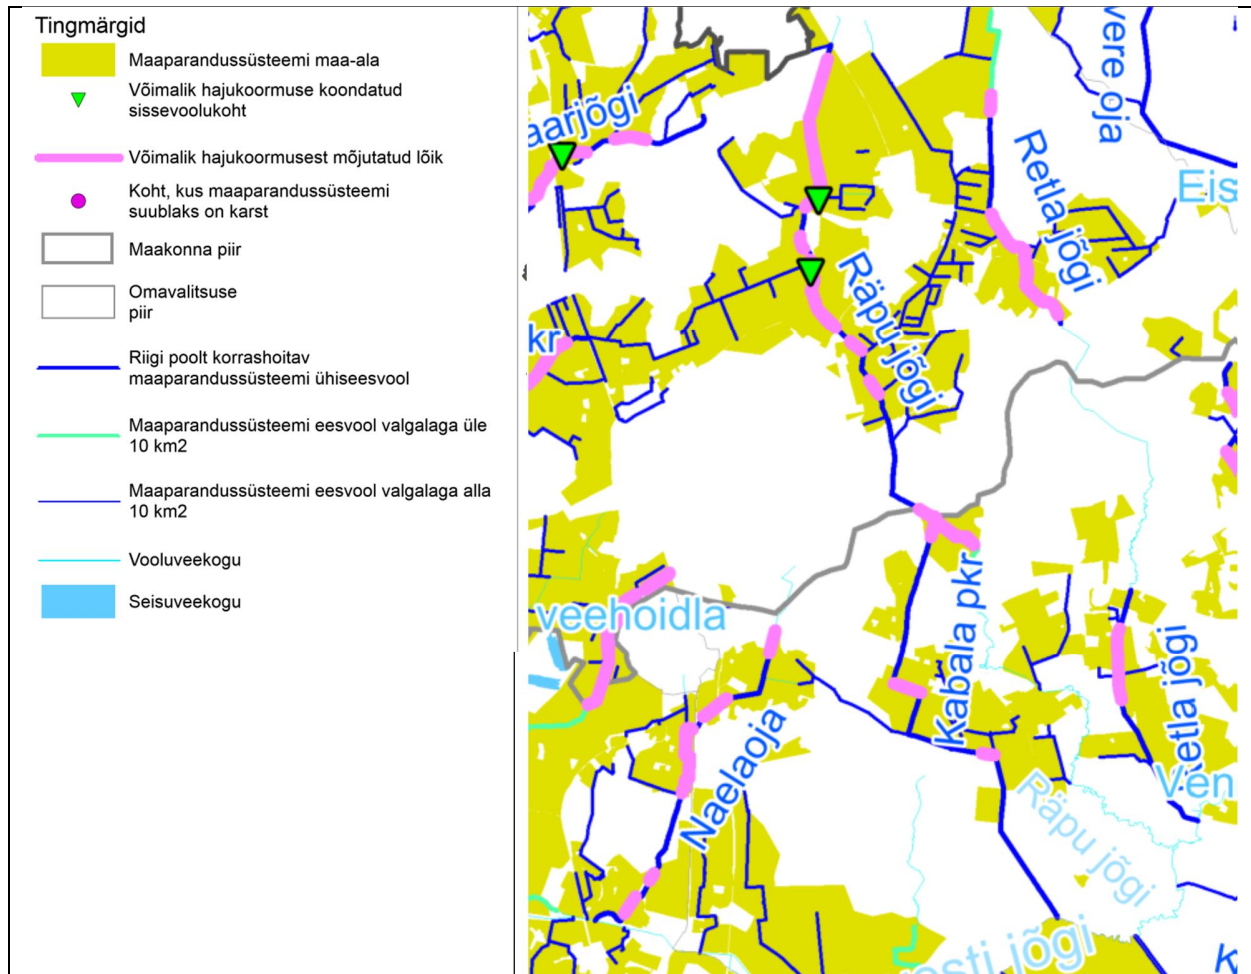 Tingmärgid
Maaparandussüsteemi maa-ala
Võimalik hajukoormuse koondatud
sissevoolukoht
Võimalik hajukoormusest mõjutatud lõik
Koht, kus maaparandussüsteemi
suublaks on karst
Maakonna piir
Omavalitsuse
piir
Riigi poolt korrashoitav
maaparandussüsteemi ühiseesvool
Maaparandussüsteemi eesvool valgalaga üle
10 km2
Maaparandussüsteemi eesvool valgalaga alla
10 km2
Vooluveekogu
Seisuveekogu
aarjõgi
vere oja
Retla jõgi
Eis
Räpu jõgi
kr
veehoidla
Kabala pkr
Retla jõgi
Naelaoja
Ven
Räpu jõgi
esti jõgi
K